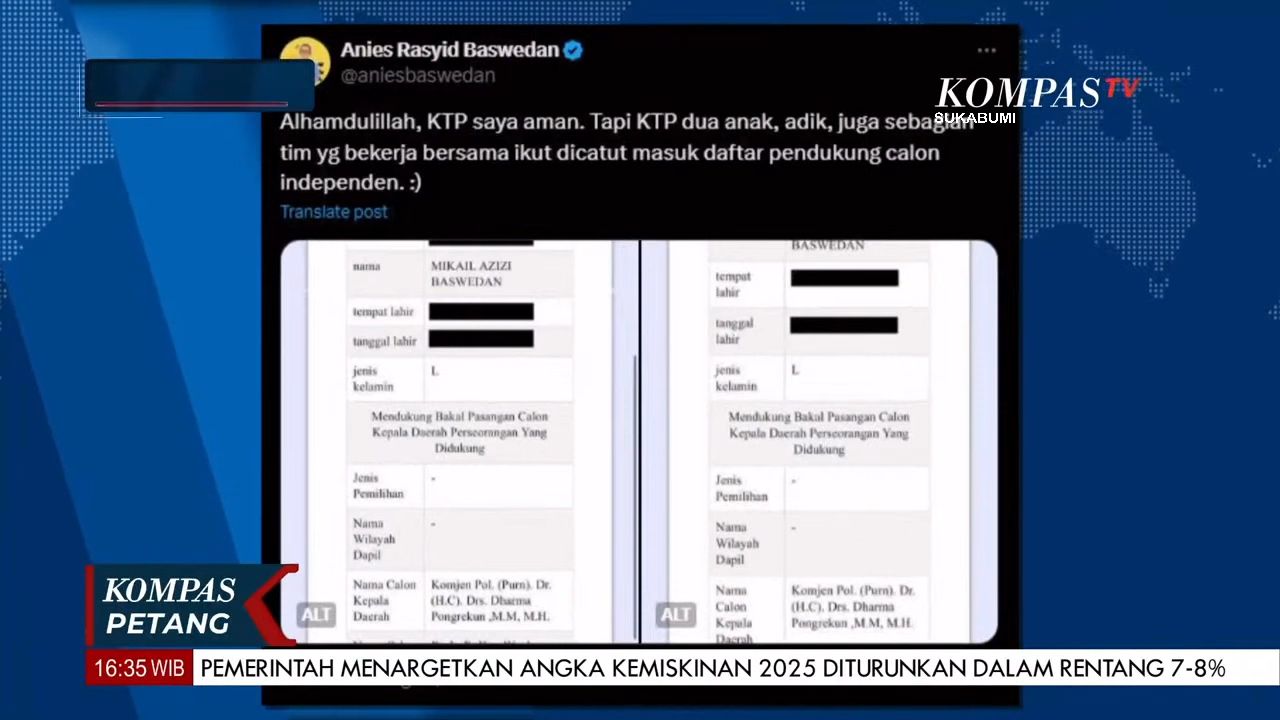 Anies Rasyid Baswedan
@aniesbaswedan
KOMPAS TV
SUKABUMI
Alhamdulillah, KTP saya aman. Tapi KTP dua anak, adik, juga sebagian
tim yg bekerja bersama ikut dicatut masuk daftar pendukung calon
independen. :)
Translate post
nama
MIKAIL AZIZI
BASWEDAN
tempat lahir
tanggal lahir
jenis
kelamin
L
Mendukung Bakal Pasangan Calon
Kepala Daerah Perseorangan Yang
Didukung
Jenis
Pemilihan
-
Nama
Wilayah
Dapil
-
Nama Calon
Kepala
Daerah
Komjen Pol. (Purn). Dr.
(H.C). Drs. Dharma
Pongrekun ,M.M, M.H.
ALT
BASWEDAN
tempat
lahir
tanggal
lahir
jenis
kelamin
L
Mendukung Bakal Pasangan Calon
Kepala Daerah Perseorangan Yang
Didukung
Jenis
Pemilihan
-
Nama
Wilayah
Dapil
-
Nama
Calon
Kepala
Daerah
Komjen Pol. (Purn). Dr.
(H.C). Drs. Dharma
Pongrekun ,M.M, M.H.
ALT
KOMPAS
PETANG
16:35 WIB
PEMERINTAH MENARGETKAN ANGKA KEMISKINAN 2025 DITURUNKAN DALAM RENTANG 7-8%